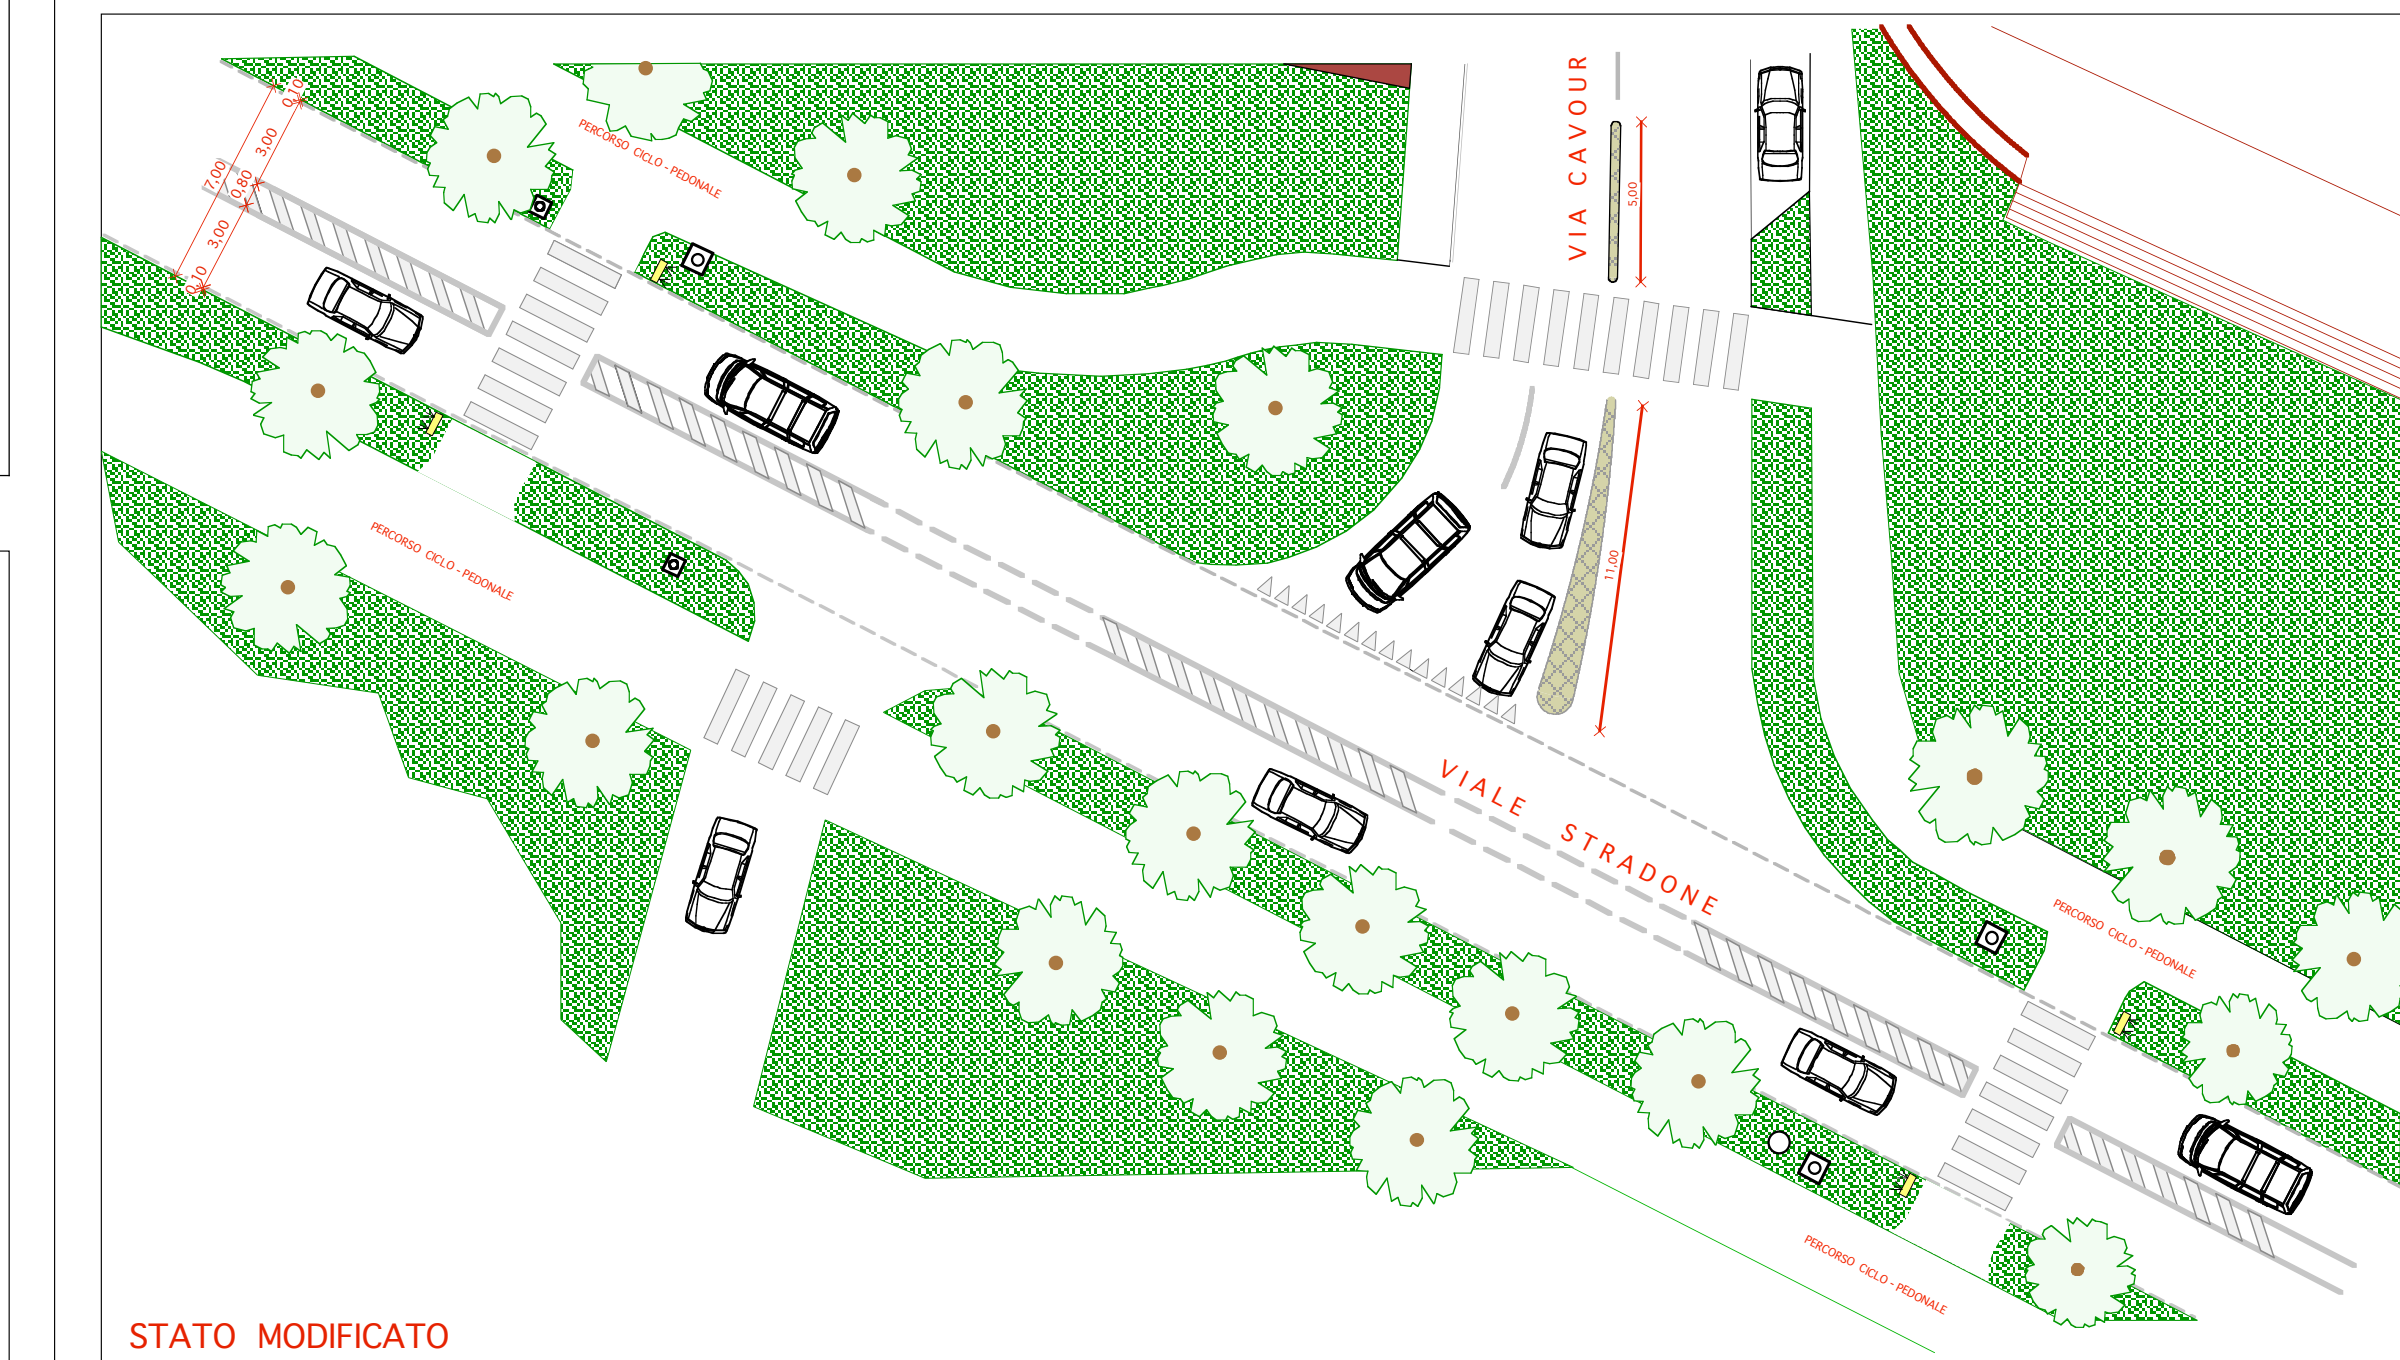 VIA CAVOUR
0,10
3,00
7,00
0,80
3,00
0,10
PERCORSO CICLO - PEDONALE
5,00
PERCORSO CICLO - PEDONALE
11,00
VIALE STRADONE
PERCORSO CICLO - PEDONALE
PERCORSO CICLO - PEDONALE
STATO MODIFICATO